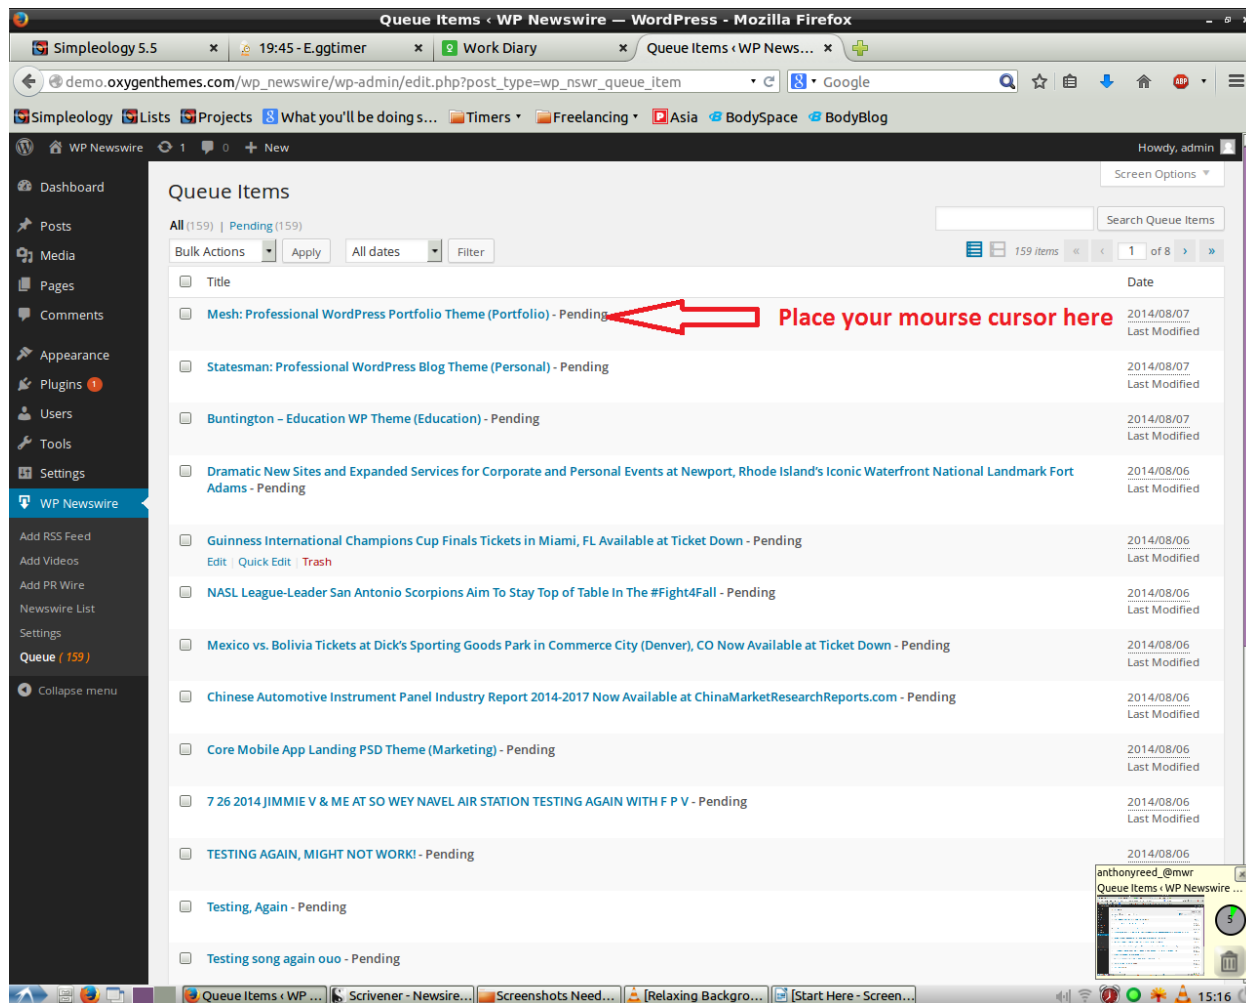 Queue Items ‹ WP Newswire — WordPress - Mozilla Firefox
Simpleology 5.5
19:45 - E.ggtimer
Work Diary
Queue Items ‹ WP News...
demo.oxygenthemes.com/wp_newswire/wp-admin/edit.php?post_type=wp_nswr_queue_item
Google
ABP
Simpleology Lists Projects What you'll be doing s... Timers Freelancing Asia BodySpace BodyBlog
WP Newswire 1 0 + New
Howdy, admin
Screen Options
Dashboard
Posts
Media
Pages
Comments
Appearance
Plugins 1
Users
Tools
Settings
WP Newswire
Add RSS Feed
Add Videos
Add PR Wire
Newswire List
Settings
Queue ( 159 )
Collapse menu
Queue Items
All (159) | Pending (159)
Search Queue Items
Bulk Actions Apply All dates Filter
159 items « ‹ 1 of 8 › »
Title Date
Mesh: Professional WordPress Portfolio Theme (Portfolio) - Pending
Place your mourse cursor here
2014/08/07
Last Modified
Statesman: Professional WordPress Blog Theme (Personal) - Pending
2014/08/07
Last Modified
Buntington – Education WP Theme (Education) - Pending
2014/08/07
Last Modified
Dramatic New Sites and Expanded Services for Corporate and Personal Events at Newport, Rhode Island's Iconic Waterfront National Landmark Fort
Adams - Pending
2014/08/06
Last Modified
Guinness International Champions Cup Finals Tickets in Miami, FL Available at Ticket Down - Pending
Edit | Quick Edit | Trash
2014/08/06
Last Modified
NASL League-Leader San Antonio Scorpions Aim To Stay Top of Table In The #Fight4Fall - Pending
2014/08/06
Last Modified
Mexico vs. Bolivia Tickets at Dick's Sporting Goods Park in Commerce City (Denver), CO Now Available at Ticket Down - Pending
2014/08/06
Last Modified
Chinese Automotive Instrument Panel Industry Report 2014-2017 Now Available at ChinaMarketResearchReports.com - Pending
2014/08/06
Last Modified
Core Mobile App Landing PSD Theme (Marketing) - Pending
2014/08/06
Last Modified
7 26 2014 JIMMIE V & ME AT SO WEY NAVEL AIR STATION TESTING AGAIN WITH F P V - Pending
2014/08/06
Last Modified
TESTING AGAIN, MIGHT NOT WORK! - Pending
2014/08/06
Testing, Again - Pending
Testing song again ouo - Pending
anthonyreed_@mwr
Queue Items ‹ WP Newswire ...
5
Queue Items ‹ WP ... Scrivener - Newsire... Screenshots Need... [Relaxing Backgro... [Start Here - Screen... 15:16